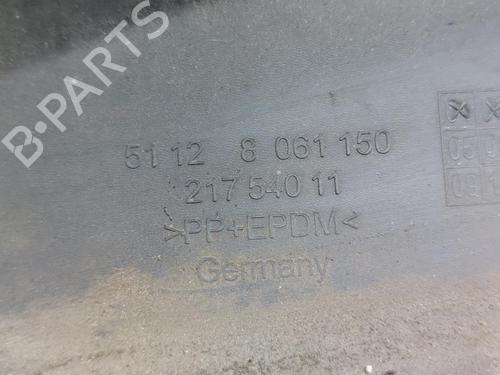 B-PARTS
51 12 8 061 150
217 540 11
>PP+EPDM<
Germany